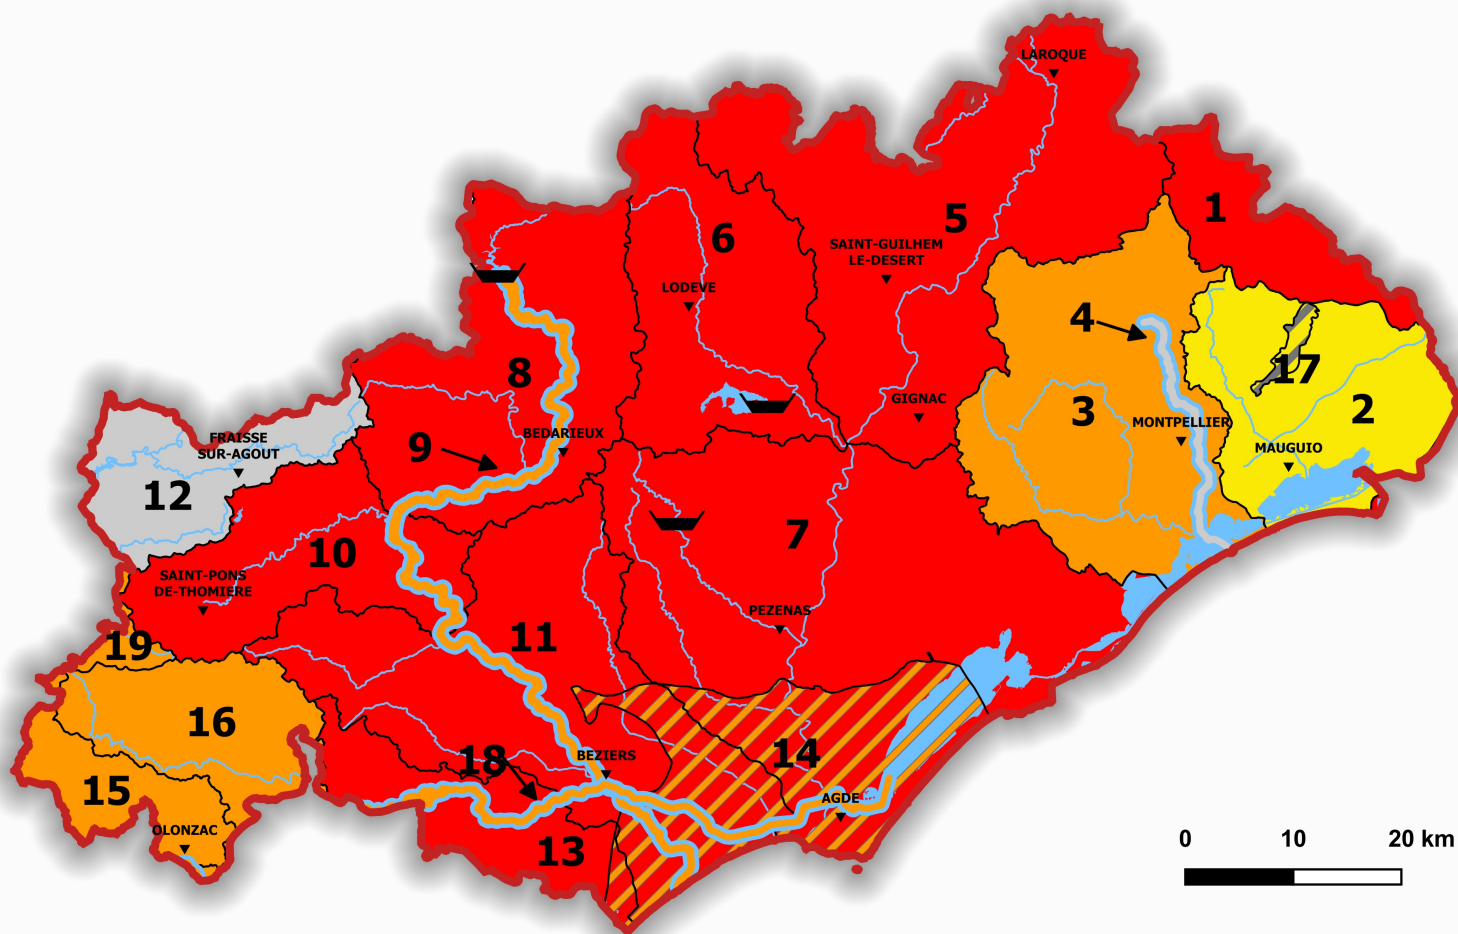 LAROQUE
1
5
6
SAINT-GUILHEM
LE-DESERT
LODEVE
4
17
8
GIGNAC
2
3
MONTPELLIER
BEDARIEUX
9
FRAISSE
SUR-AGOUT
MAUGUIO
12
7
10
SAINT-PONS
DE-THOMIERE
PEZENAS
11
19
16
14
BEZIERS
18
15
AGDE
OLONZAC
13
0 10 20 km